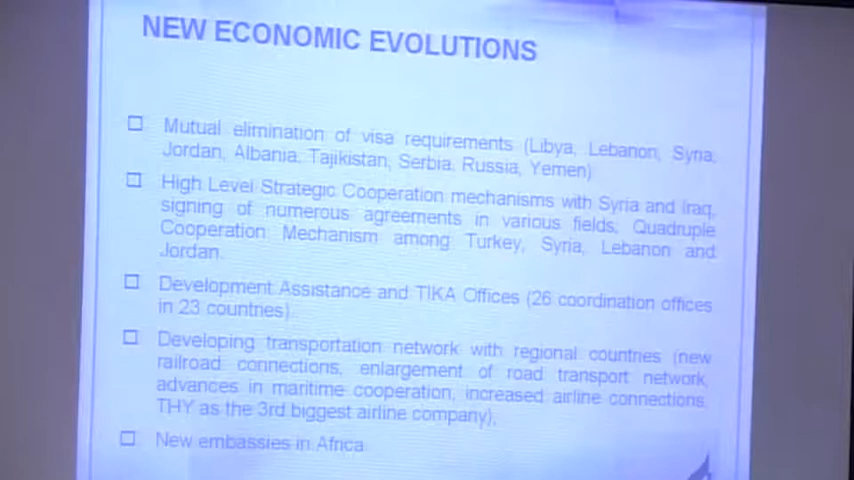 NEW ECONOMIC EVOLUTIONS
Mutual elimination of visa requirements (Libya, Lebanon, Syria,
Jordan, Albania, Tajikistan, Serbia, Russia, Yemen)
High Level Strategic Cooperation mechanisms with Syria and Iraq,
signing of numerous agreements in various fields; Quadruple
Cooperation Mechanism among Turkey, Syria, Lebanon and
Jordan.
Development Assistance and TIKA Offices (26 coordination offices
in 23 countries)
Developing transportation network with regional countries (new
railroad connections, enlargement of road transport network,
advances in maritime cooperation, increased airline connections,
THY as the 3rd biggest airline company),
New embassies in Africa